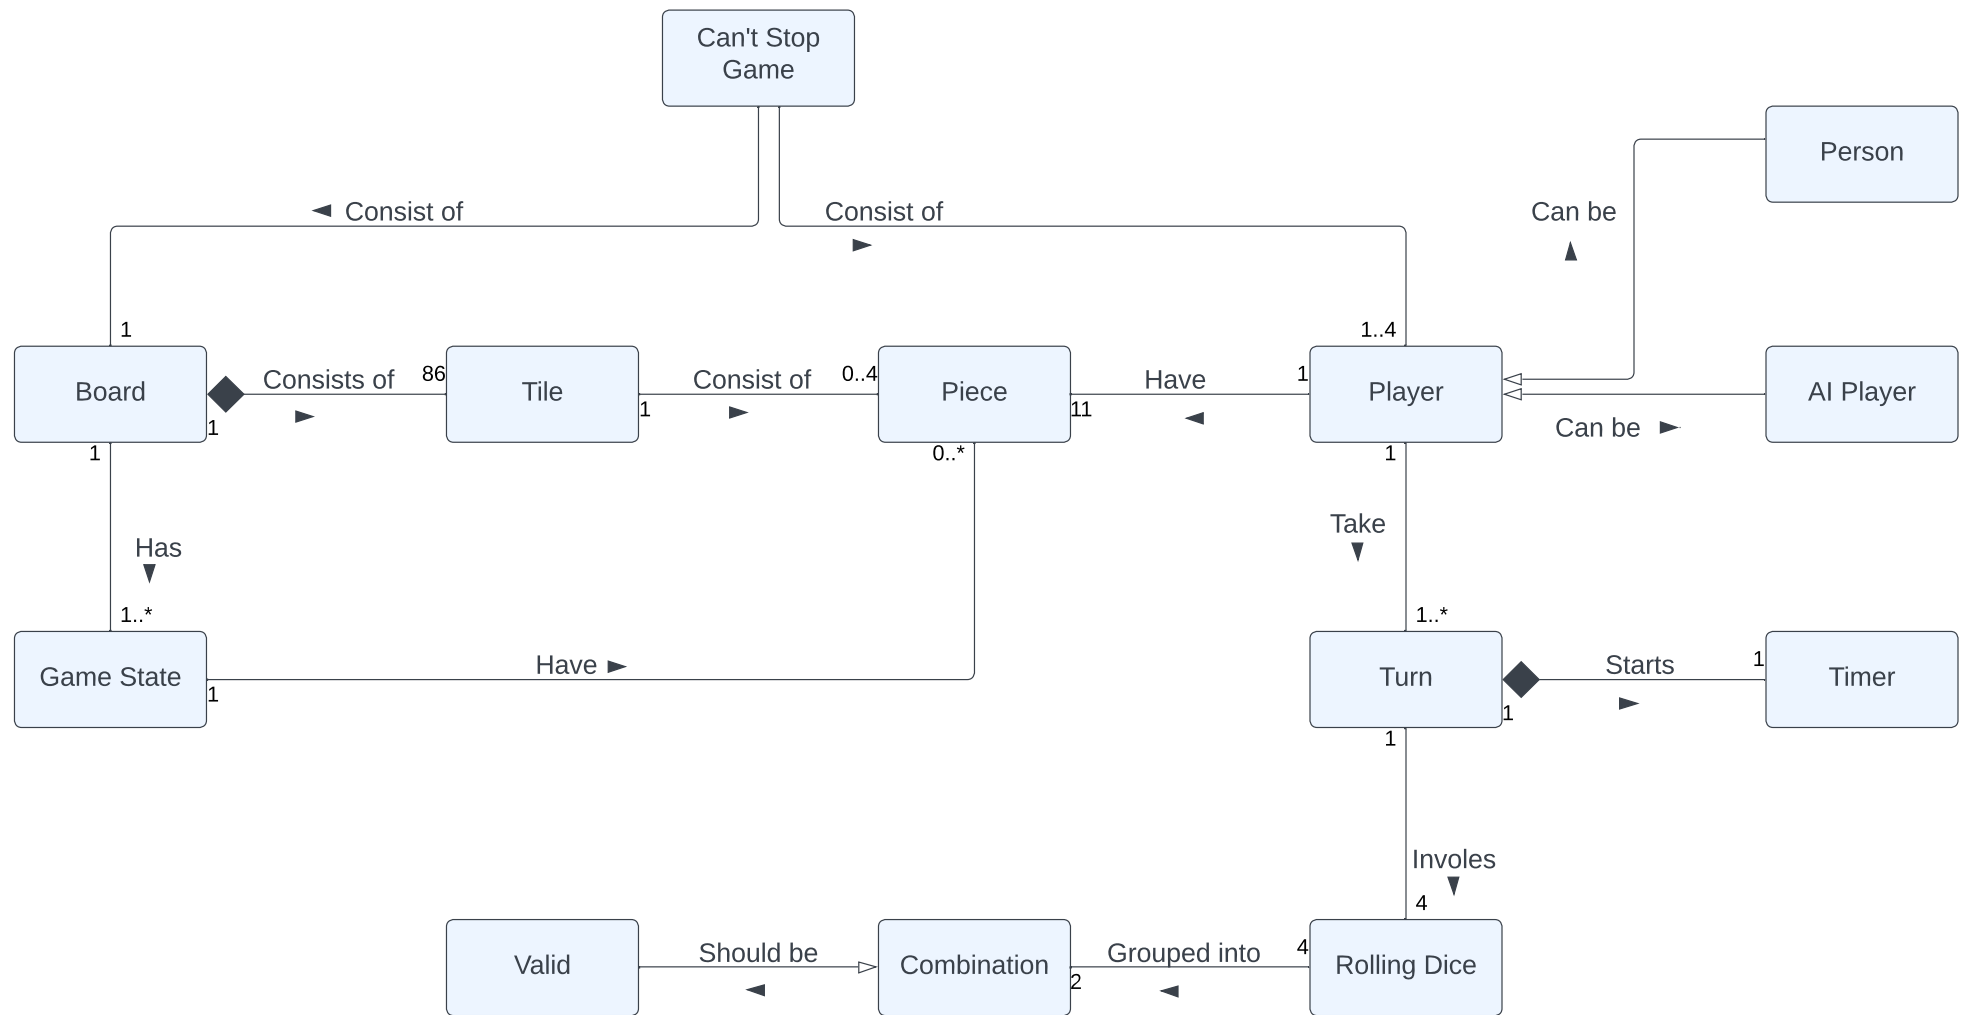 Can't Stop
Game
Person
Can be
Consist of
Consist of
1
1..4
Board
Consists of
86
1
Tile
Consist of
0..4
1
Piece
Have
1
11
Player
AI Player
Can be
1
0..*
1
Has
Take
1..*
1..*
Game State
Have
1
Turn
Starts
1
1
Timer
1
Involes
4
Valid
Should be
Combination
Grouped into
4
2
Rolling Dice